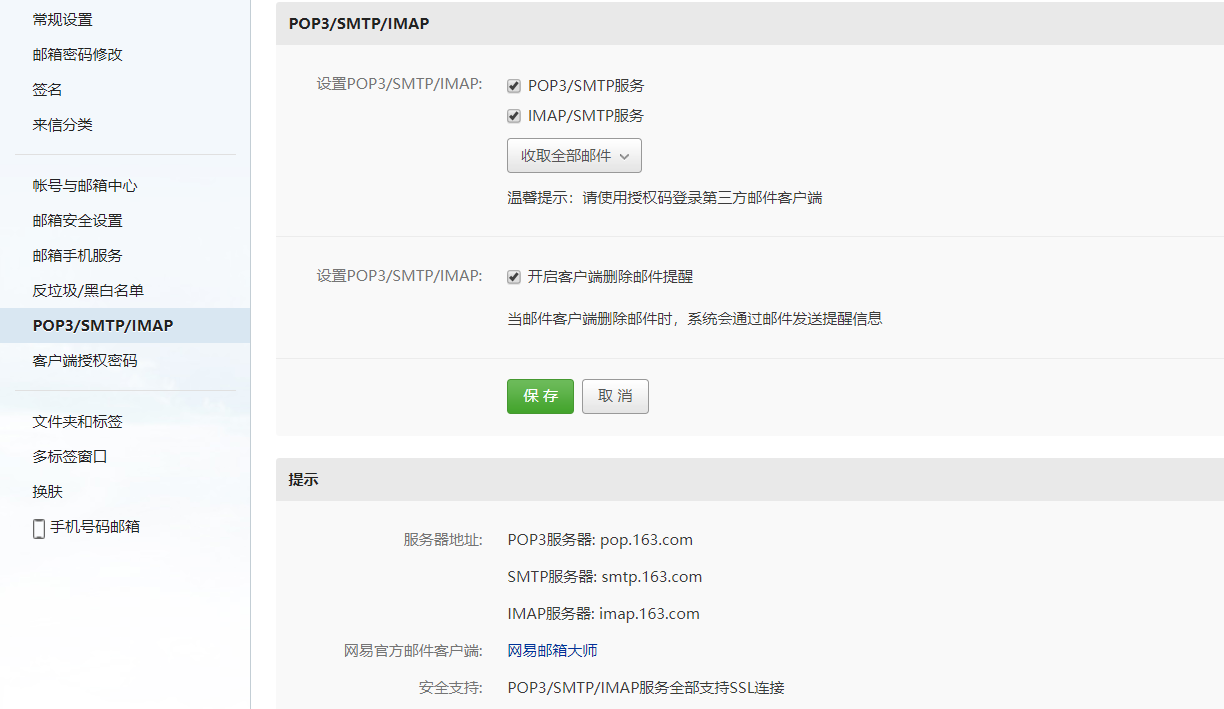 常规设置
邮箱密码修改
签名
来信分类
帐号与邮箱中心
邮箱安全设置
邮箱手机服务
反垃圾/黑白名单
POP3/SMTP/IMAP
客户端授权密码
文件夹和标签
多标签窗口
换肤
手机号码邮箱
POP3/SMTP/IMAP
设置POP3/SMTP/IMAP:
POP3/SMTP服务
IMAP/SMTP服务
收取全部邮件
温馨提示：请使用授权码登录第三方邮件客户端
设置POP3/SMTP/IMAP:
开启客户端删除邮件提醒
当邮件客户端删除邮件时，系统会通过邮件发送提醒信息
保 存
取 消
提示
服务器地址:
POP3服务器: pop.163.com
SMTP服务器: smtp.163.com
IMAP服务器: imap.163.com
网易官方邮件客户端:
网易邮箱大师
安全支持:
POP3/SMTP/IMAP服务全部支持SSL连接